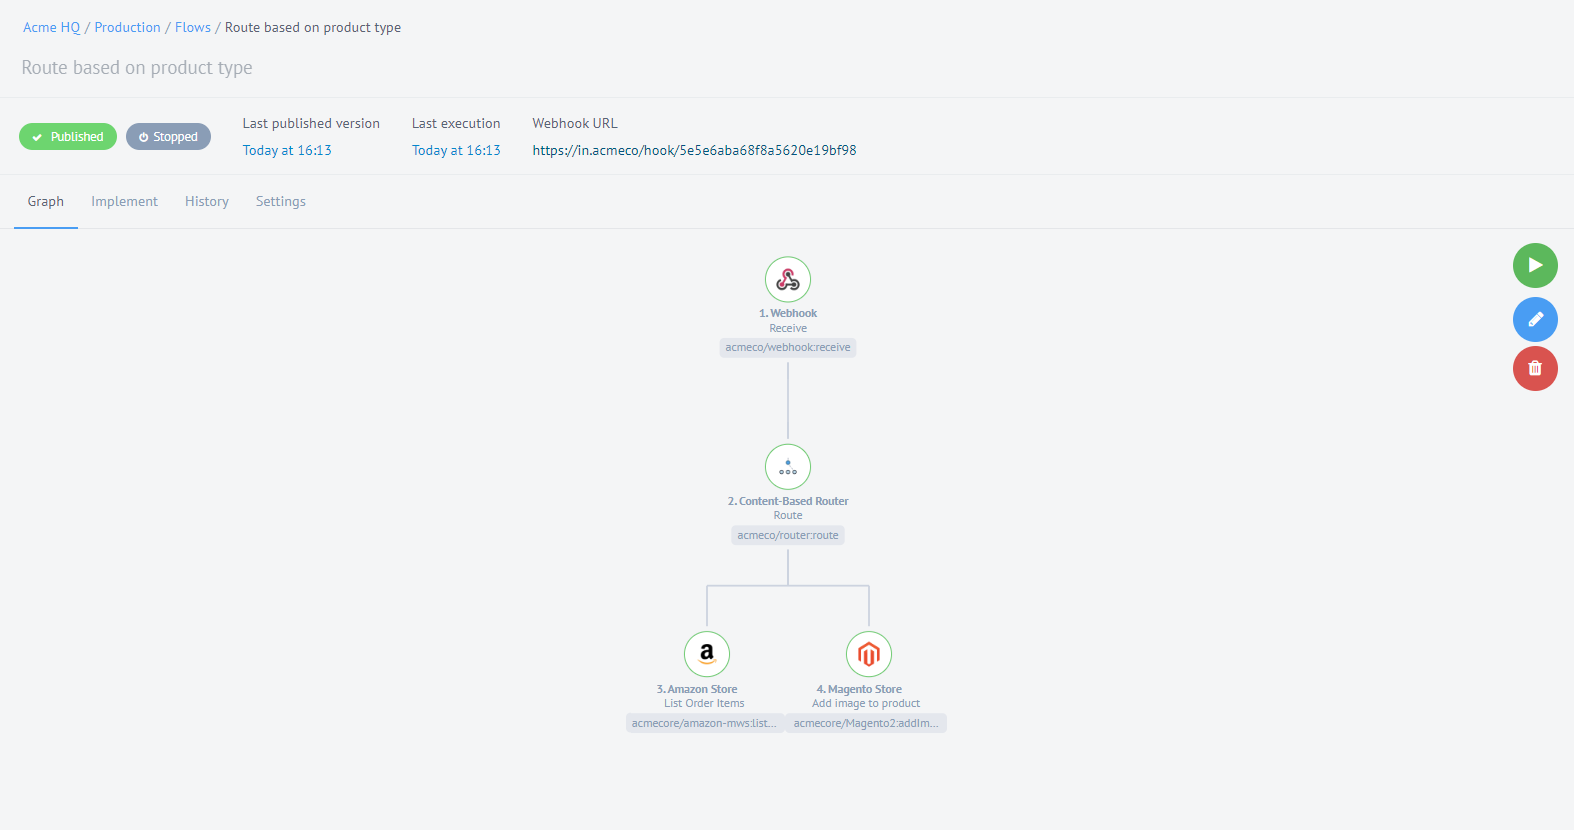 Acme HQ / Production / Flows / Route based on product type
Route based on product type
Published
Stopped
Last published version
Last execution
Webhook URL
Today at 16:13
Today at 16:13
https://in.acmeco/hook/5e5e6aba68f8a5620e19bf98
Graph
Implement
History
Settings
1. Webhook
Receive
acmeco/webhook:receive
2. Content-Based Router
Route
acmeco/router:route
3. Amazon Store
List Order Items
acmecore/amazon-mws:list...
4. Magento Store
Add image to product
acmecore/Magento2:addIm...